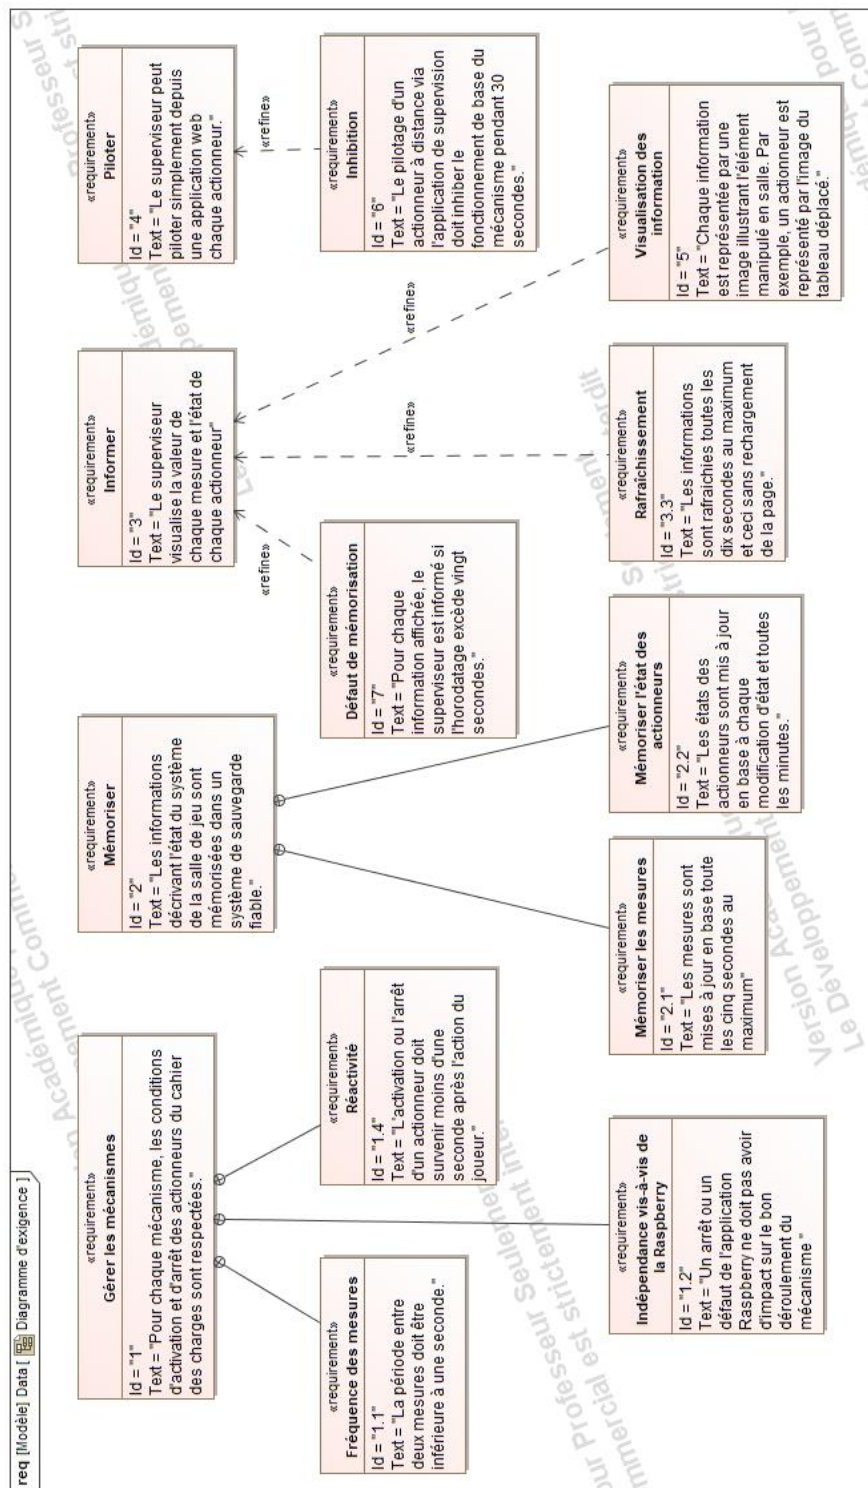 req [Modèle] Data [ Diagramme d'exigence ]
«requirement»
Gérer les mécanismes
Id = "1"
Text = "Pour chaque mécanisme, les conditions
d'activation et d'arrêt des actionneurs du cahier
des charges sont respectées."
«requirement»
Mémoriser
Id = "2"
Text = "Les informations
décrivant l'état du système
de la salle de jeu sont
mémorisées dans un
système de sauvegarde
fiable."
«requirement»
Informer
Id = "3"
Text = "Le superviseur
visualise la valeur de
chaque mesure et l'état de
chaque actionneur"
«requirement»
Piloter
Id = "4"
Text = "Le superviseur peut
piloter simplement depuis
une application web
chaque actionneur."
«refine»
«refine»
«refine»
«refine»
«requirement»
Fréquence des mesures
Id = "1.1"
Text = "La période entre
deux mesures doit être
inférieure à une seconde."
«requirement»
Réactivité
Id = "1.4"
Text = "L'activation ou l'arrêt
d'un actionneur doit
survenir moins d'une
seconde après l'action du
joueur."
«requirement»
Défaut de mémorisation
Id = "7"
Text = "Pour chaque
information affichée, le
superviseur est informé si
l'horodatage excède vingt
secondes."
«requirement»
Inhibition
Id = "6"
Text = "Le pilotage d'un
actionneur à distance via
l'application de supervision
doit inhiber le
fonctionnement de base du
mécanisme pendant 30
secondes."
«requirement»
Indépendance vis-à-vis de
la Raspberry
Id = "1.2"
Text = "Un arrêt ou un
défaut de l'application
Raspberry ne doit pas avoir
d'impact sur le bon
déroulement du
mécanisme"
«requirement»
Mémoriser les mesures
Id = "2.1"
Text = "Les mesures sont
mises à jour en base toute
les cinq secondes au
maximum"
«requirement»
Mémoriser l'état des
actionneurs
Id = "2.2"
Text = "Les états des
actionneurs sont mis à jour
en base à chaque
modification d'état et toutes
les minutes."
«requirement»
Rafraîchissement
Id = "3.3"
Text = "Les informations
sont rafraichies toutes les
dix secondes au maximum
et ceci sans rechargement
de la page."
«requirement»
Visualisation des
information
Id = "5"
Text = "Chaque information
est représentée par une
image illustrant l'élément
manipulé en salle. Par
exemple, un actionneur est
représenté par l'image du
tableau déplacé."
Version Acad
Le Développement